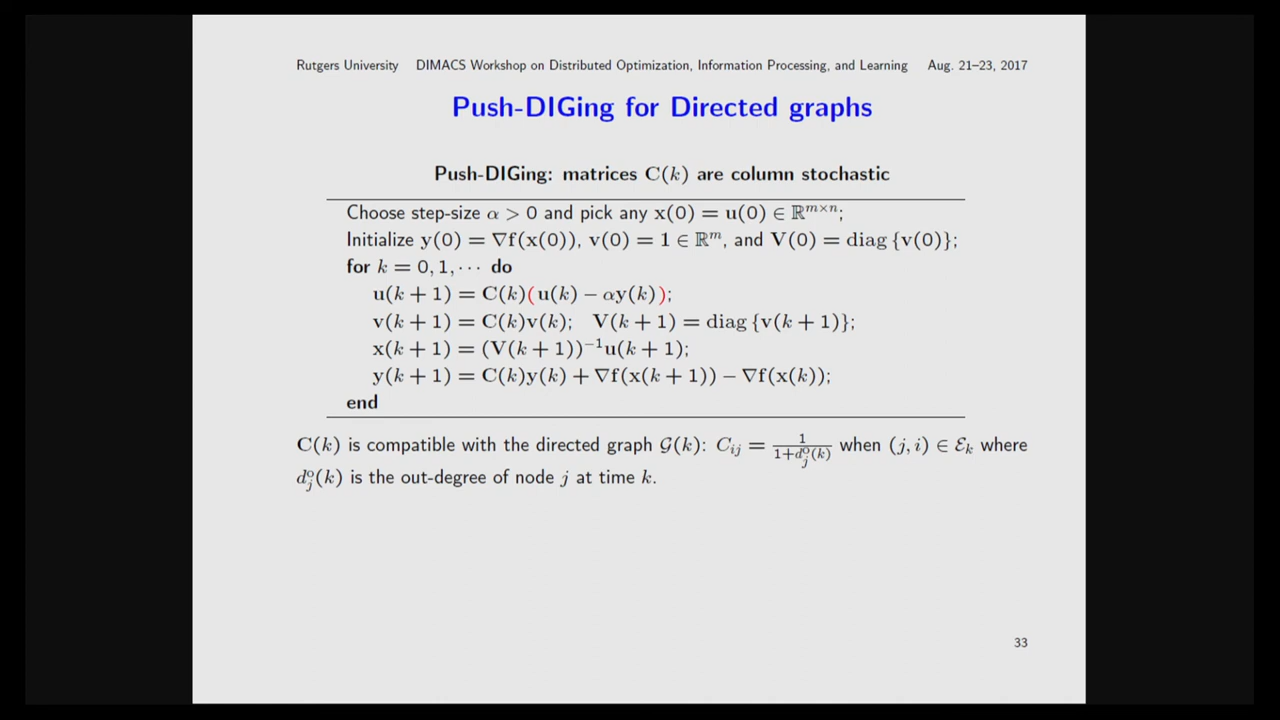 Rutgers University DIMACS Workshop on Distributed Optimization, Information Processing, and Learning Aug. 21–23, 2017
Push-DIGing for Directed graphs
Push-DIGing: matrices C(k) are column stochastic
Choose step-size α > 0 and pick any x(0) = u(0) ∈ ℝ^{m×n};
Initialize y(0) = ∇f(x(0)), v(0) = 1 ∈ ℝ^m, and V(0) = diag {v(0)};
for k = 0, 1, ⋯ do
u(k + 1) = C(k)(u(k) − αy(k));
v(k + 1) = C(k)v(k); V(k + 1) = diag {v(k + 1)};
x(k + 1) = (V(k + 1))^{−1}u(k + 1);
y(k + 1) = C(k)y(k) + ∇f(x(k + 1)) − ∇f(x(k));
end
C(k) is compatible with the directed graph 𝒢(k): C_{ij} = \frac{1}{1+d_j^o(k)} when (j, i) ∈ ℰ_k where
d_j^o(k) is the out-degree of node j at time k.
33